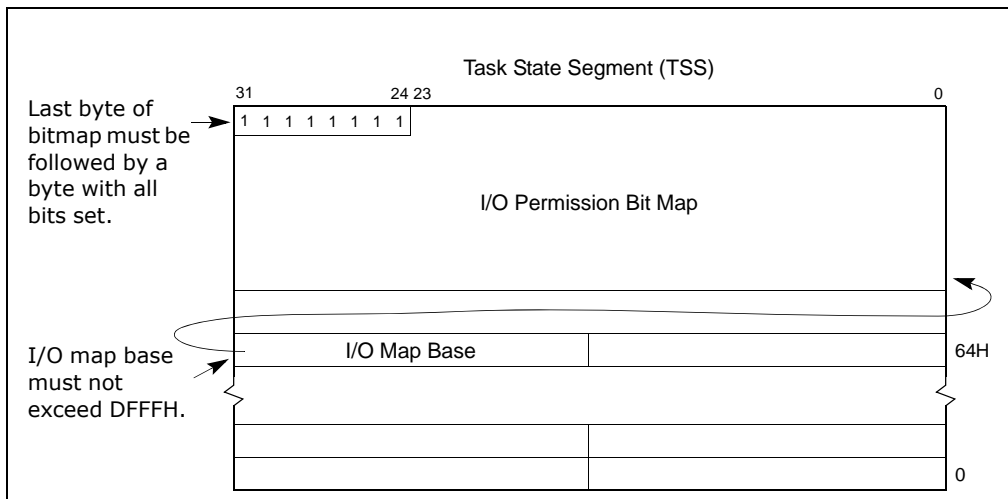 Task State Segment (TSS)
31 24 23 0
Last byte of
bitmap must be
followed by a
byte with all
bits set.
1 1 1 1 1 1 1 1
I/O Permission Bit Map
I/O map base
must not
exceed DFFFH.
I/O Map Base
64H
0